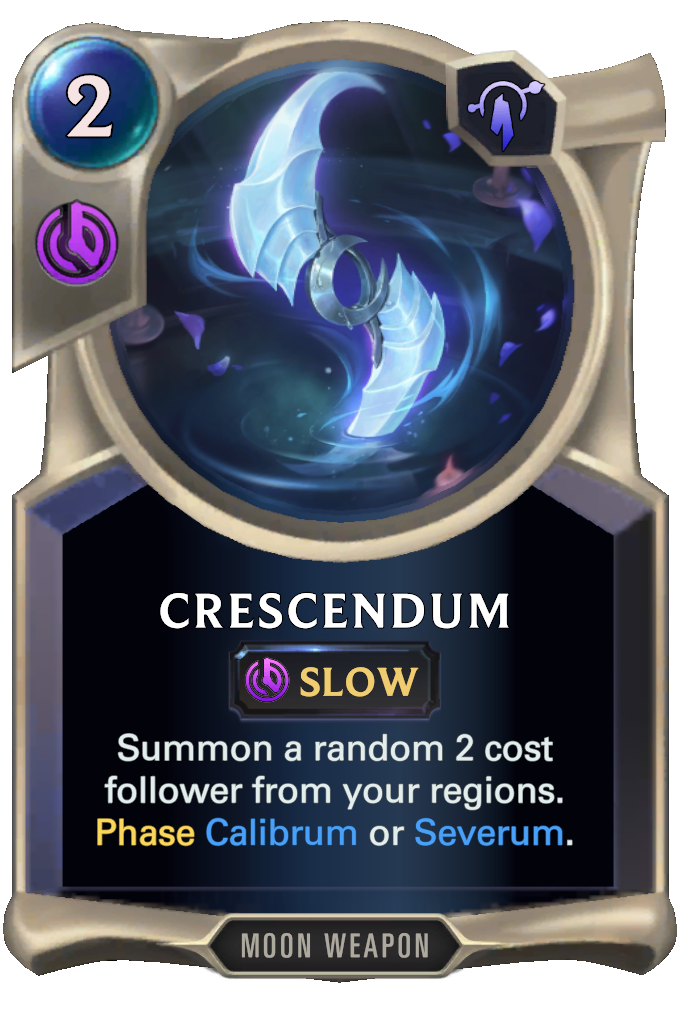 2
CRESCENDUM
SLOW
Summon a random 2 cost
follower from your regions.
Phase Calibrum or Severum.
MOON WEAPON